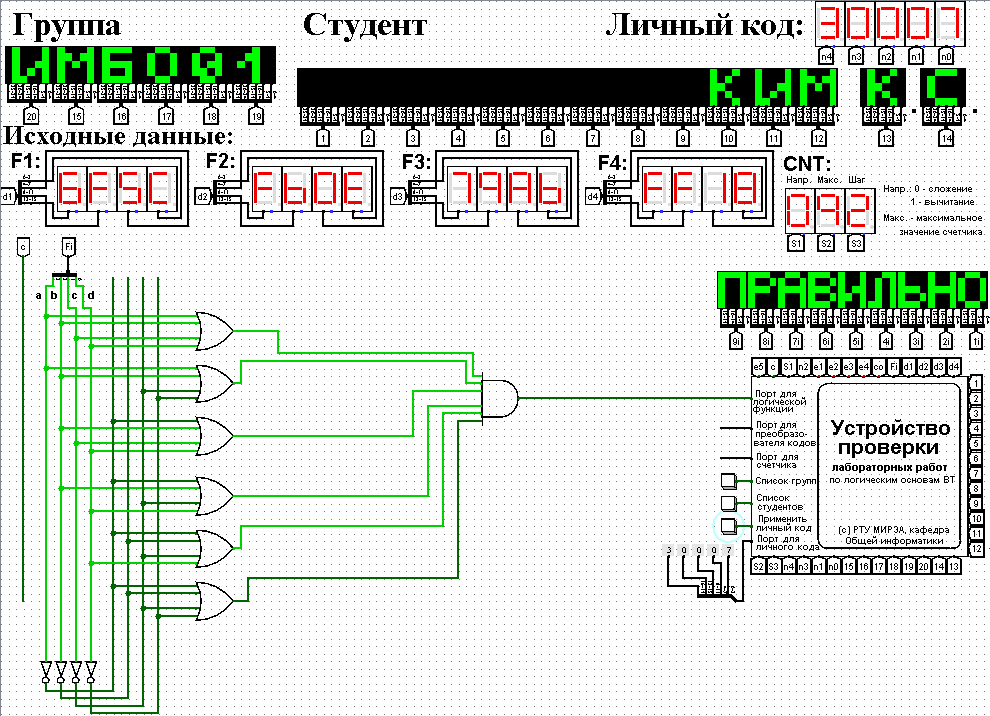 Группа Студент Личный код: 30007
n4 n3 n2 n1 n0
ИМБО01 КИМ К. С.
20 15 16 17 18 19
1 2 3 4 5 6 7 8 9 10 11 12 13 14
Исходные данные:
F1: F2: F3: F4: CNT:
Напр. Макс. Шаг
d1 d2 d3 d4 092
Напр.: 0 - сложение
1 - вычитание
Макс. - максимальное
значение счетчика
S1 S2 S3
c Fi
a b c d
ПРАВИЛЬНО
9i 8i 7i 6i 5i 4i 3i 2i 1i
e5 c S1 n2 e1 e2 e3 e4 co Fi d1 d2 d3 d4
Порт для
логической
функции
Порт для
преобразо-
вателя кодов
Порт для
счетчика
Список групп
Список
студентов
Применить
личный код
Порт для
личного кода
Устройство
проверки
лабораторных работ
по логическим основам ВТ
(с) РТУ МИРЭА, кафедра
Общей информатики
1
2
3
4
5
6
7
8
9
10
11
12
3 0 0 0 7
S2 S3 n4 n3 n1 n0 15 16 17 18 19 20 14 13